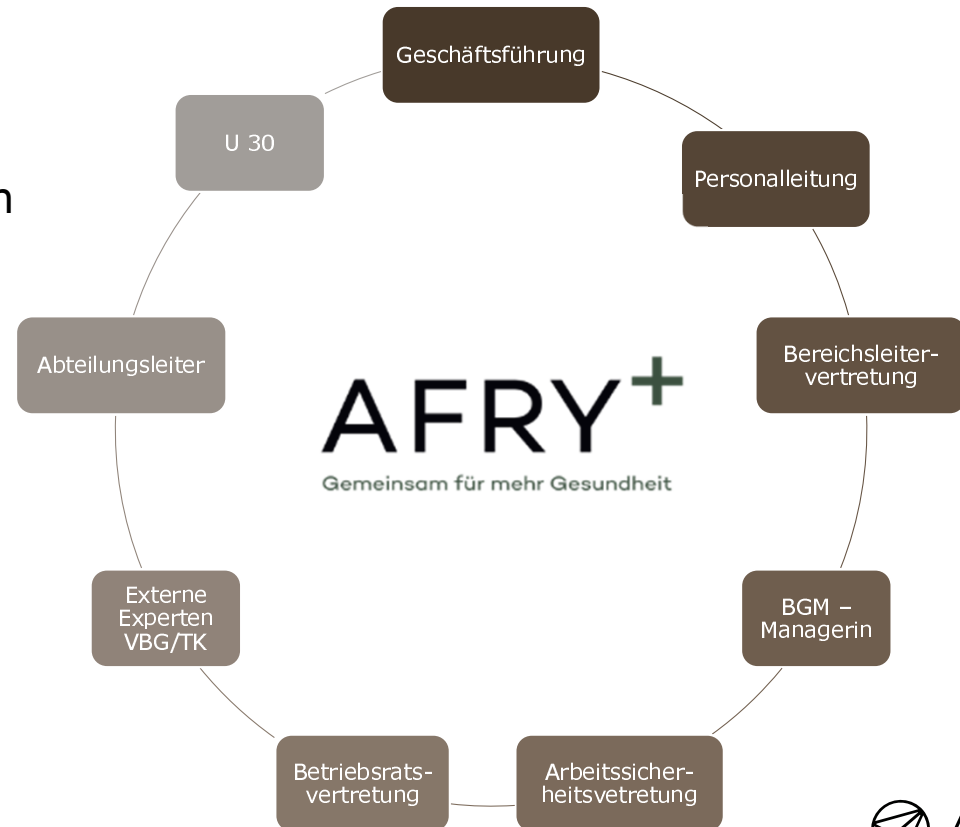 Geschäftsführung
U 30
n
Personalleitung
Abteilungsleiter
Bereichsleiter-
vertretung
AFRY+
Gemeinsam für mehr Gesundheit
Externe
Experten
VBG/TK
BGM –
Managerin
Betriebsrats-
vertretung
Arbeitssicher-
heitsvetretung